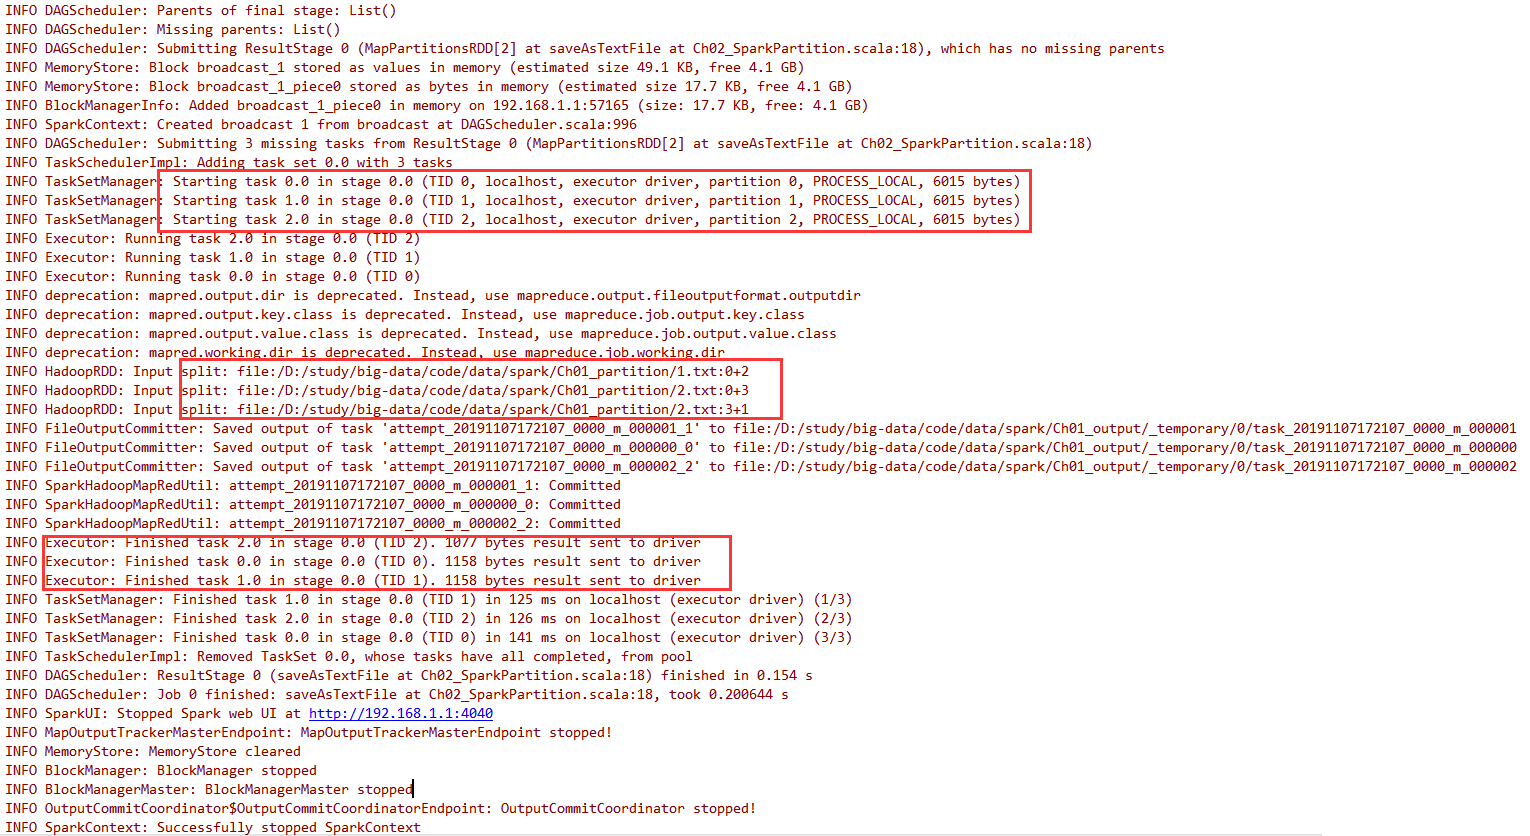 INFO DAGScheduler: Parents of final stage: List()
INFO DAGScheduler: Missing parents: List()
INFO DAGScheduler: Submitting ResultStage 0 (MapPartitionsRDD[2] at saveAsTextFile at Ch02_SparkPartition.scala:18), which has no missing parents
INFO MemoryStore: Block broadcast_1 stored as values in memory (estimated size 49.1 KB, free 4.1 GB)
INFO MemoryStore: Block broadcast_1_piece0 stored as bytes in memory (estimated size 17.7 KB, free 4.1 GB)
INFO BlockManagerInfo: Added broadcast_1_piece0 in memory on 192.168.1.1:57165 (size: 17.7 KB, free: 4.1 GB)
INFO SparkContext: Created broadcast 1 from broadcast at DAGScheduler.scala:996
INFO DAGScheduler: Submitting 3 missing tasks from ResultStage 0 (MapPartitionsRDD[2] at saveAsTextFile at Ch02_SparkPartition.scala:18)
INFO TaskSchedulerImpl: Adding task set 0.0 with 3 tasks
INFO TaskSetManager: Starting task 0.0 in stage 0.0 (TID 0, localhost, executor driver, partition 0, PROCESS_LOCAL, 6015 bytes)
INFO TaskSetManager: Starting task 1.0 in stage 0.0 (TID 1, localhost, executor driver, partition 1, PROCESS_LOCAL, 6015 bytes)
INFO TaskSetManager: Starting task 2.0 in stage 0.0 (TID 2, localhost, executor driver, partition 2, PROCESS_LOCAL, 6015 bytes)
INFO Executor: Running task 2.0 in stage 0.0 (TID 2)
INFO Executor: Running task 1.0 in stage 0.0 (TID 1)
INFO Executor: Running task 0.0 in stage 0.0 (TID 0)
INFO deprecation: mapred.output.dir is deprecated. Instead, use mapreduce.output.fileoutputformat.outputdir
INFO deprecation: mapred.output.key.class is deprecated. Instead, use mapreduce.job.output.key.class
INFO deprecation: mapred.output.value.class is deprecated. Instead, use mapreduce.job.output.value.class
INFO deprecation: mapred.working.dir is deprecated. Instead, use mapreduce.job.working.dir
INFO HadoopRDD: Input split: file:/D:/study/big-data/code/data/spark/Ch01_partition/1.txt:0+2
INFO HadoopRDD: Input split: file:/D:/study/big-data/code/data/spark/Ch01_partition/2.txt:0+3
INFO HadoopRDD: Input split: file:/D:/study/big-data/code/data/spark/Ch01_partition/2.txt:3+1
INFO FileOutputCommitter: Saved output of task 'attempt_20191107172107_0000_m_000001_1' to file:/D:/study/big-data/code/data/spark/Ch01_output/_temporary/0/task_20191107172107_0000_m_000001
INFO FileOutputCommitter: Saved output of task 'attempt_20191107172107_0000_m_000000_0' to file:/D:/study/big-data/code/data/spark/Ch01_output/_temporary/0/task_20191107172107_0000_m_000000
INFO FileOutputCommitter: Saved output of task 'attempt_20191107172107_0000_m_000002_2' to file:/D:/study/big-data/code/data/spark/Ch01_output/_temporary/0/task_20191107172107_0000_m_000002
INFO SparkHadoopMapRedUtil: attempt_20191107172107_0000_m_000001_1: Committed
INFO SparkHadoopMapRedUtil: attempt_20191107172107_0000_m_000000_0: Committed
INFO SparkHadoopMapRedUtil: attempt_20191107172107_0000_m_000002_2: Committed
INFO Executor: Finished task 2.0 in stage 0.0 (TID 2). 1077 bytes result sent to driver
INFO Executor: Finished task 0.0 in stage 0.0 (TID 0). 1158 bytes result sent to driver
INFO Executor: Finished task 1.0 in stage 0.0 (TID 1). 1158 bytes result sent to driver
INFO TaskSetManager: Finished task 1.0 in stage 0.0 (TID 1) in 125 ms on localhost (executor driver) (1/3)
INFO TaskSetManager: Finished task 2.0 in stage 0.0 (TID 2) in 126 ms on localhost (executor driver) (2/3)
INFO TaskSetManager: Finished task 0.0 in stage 0.0 (TID 0) in 141 ms on localhost (executor driver) (3/3)
INFO TaskSchedulerImpl: Removed TaskSet 0.0, whose tasks have all completed, from pool
INFO DAGScheduler: ResultStage 0 (saveAsTextFile at Ch02_SparkPartition.scala:18) finished in 0.154 s
INFO DAGScheduler: Job 0 finished: saveAsTextFile at Ch02_SparkPartition.scala:18, took 0.200644 s
INFO SparkUI: Stopped Spark web UI at http://192.168.1.1:4040
INFO MapOutputTrackerMasterEndpoint: MapOutputTrackerMasterEndpoint stopped!
INFO MemoryStore: MemoryStore cleared
INFO BlockManager: BlockManager stopped
INFO BlockManagerMaster: BlockManagerMaster stopped
INFO OutputCommitCoordinator$OutputCommitCoordinatorEndpoint: OutputCommitCoordinator stopped!
INFO SparkContext: Successfully stopped SparkContext